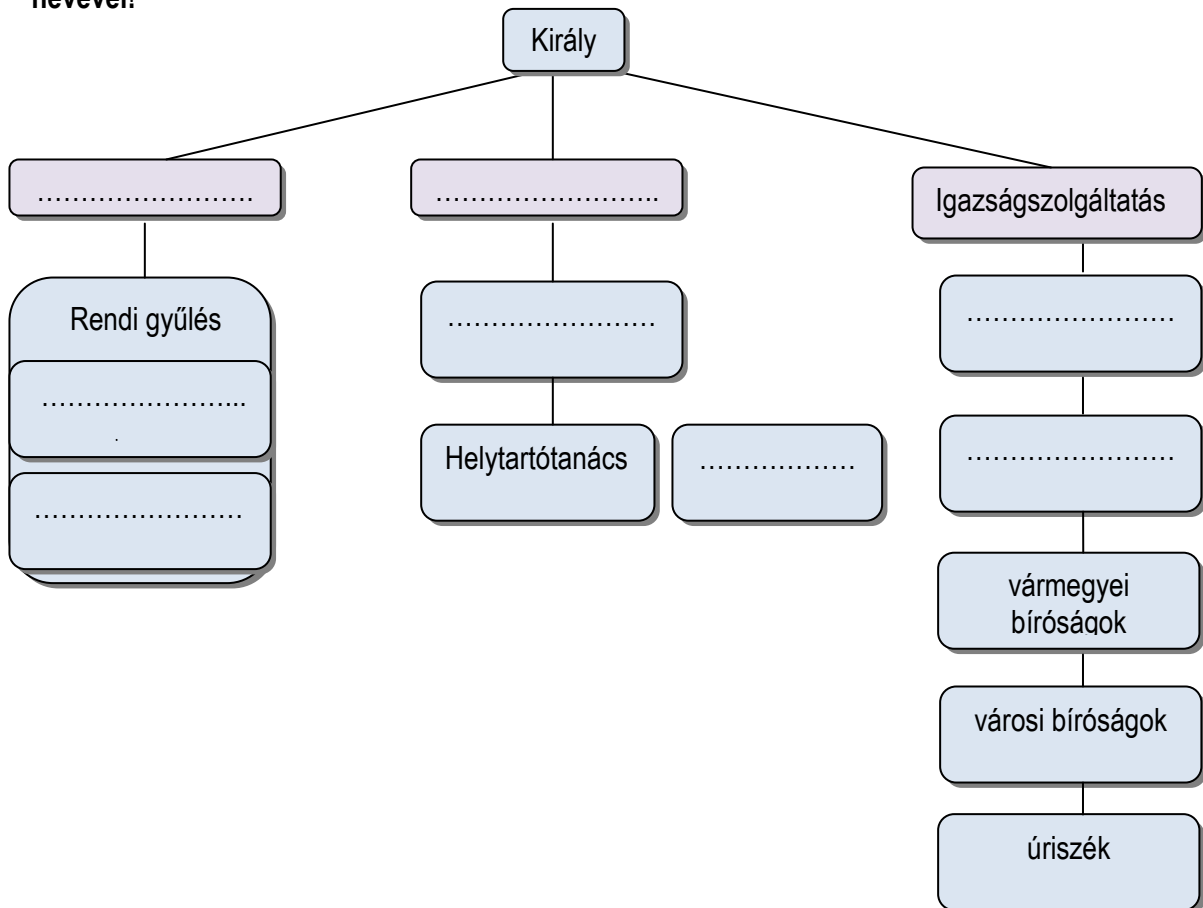 nevével!
Király
……………………..
……………………..
Igazságszolgáltatás
Rendi gyűlés
…………………...
.
……………………
……………………
Helytartótanács
………………
……………………
……………………
vármegyei
bíróságok
városi bíróságok
úriszék